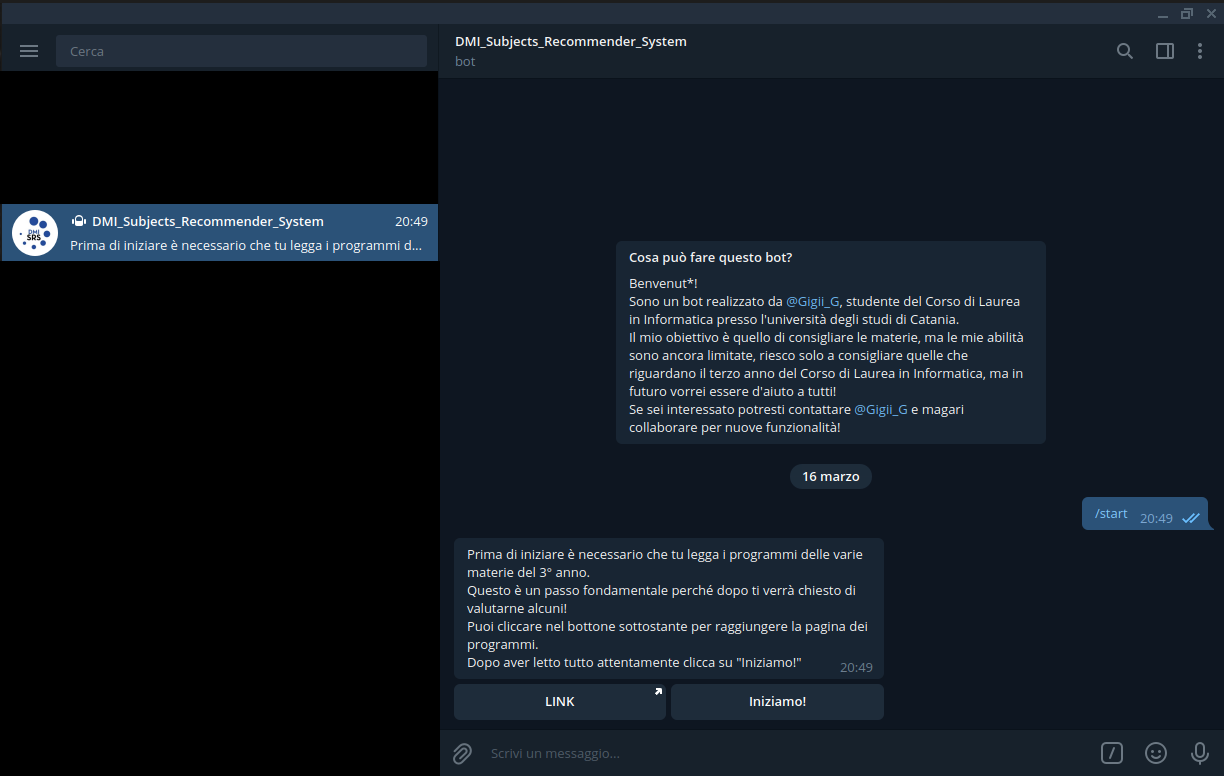 Cerca
DMI_Subjects_Recommender_System
bot
DMI
SRS
DMI_Subjects_Recommender_System 20:49
Prima di iniziare è necessario che tu legga i programmi d...
Cosa può fare questo bot?
Benvenut*!
Sono un bot realizzato da @Gigii_G, studente del Corso di Laurea
in Informatica presso l'università degli studi di Catania.
Il mio obiettivo è quello di consigliare le materie, ma le mie abilità
sono ancora limitate, riesco solo a consigliare quelle che
riguardano il terzo anno del Corso di Laurea in Informatica, ma in
futuro vorrei essere d'aiuto a tutti!
Se sei interessato potresti contattare @Gigii_G e magari
collaborare per nuove funzionalità!
16 marzo
/start 20:49
Prima di iniziare è necessario che tu legga i programmi delle varie
materie del 3° anno.
Questo è un passo fondamentale perché dopo ti verrà chiesto di
valutarne alcuni!
Puoi cliccare nel bottone sottostante per raggiungere la pagina dei
programmi.
Dopo aver letto tutto attentamente clicca su "Iniziamo!" 20:49
LINK
Iniziamo!
Scrivi un messaggio...